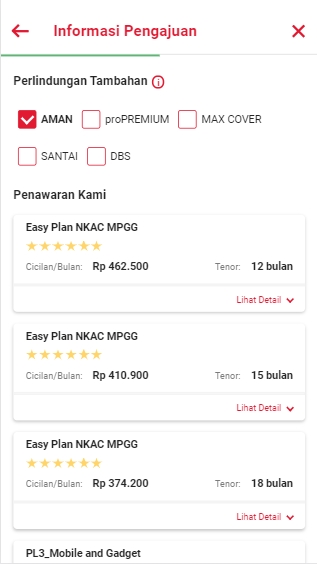 Informasi Pengajuan
Perlindungan Tambahan
AMAN proPREMIUM MAX COVER
SANTAI DBS
Penawaran Kami
Easy Plan NKAC MPGG
Cicilan/Bulan: Rp 462.500 Tenor: 12 bulan
Lihat Detail
Easy Plan NKAC MPGG
Cicilan/Bulan: Rp 410.900 Tenor: 15 bulan
Lihat Detail
Easy Plan NKAC MPGG
Cicilan/Bulan: Rp 374.200 Tenor: 18 bulan
Lihat Detail
PL3_Mobile and Gadget